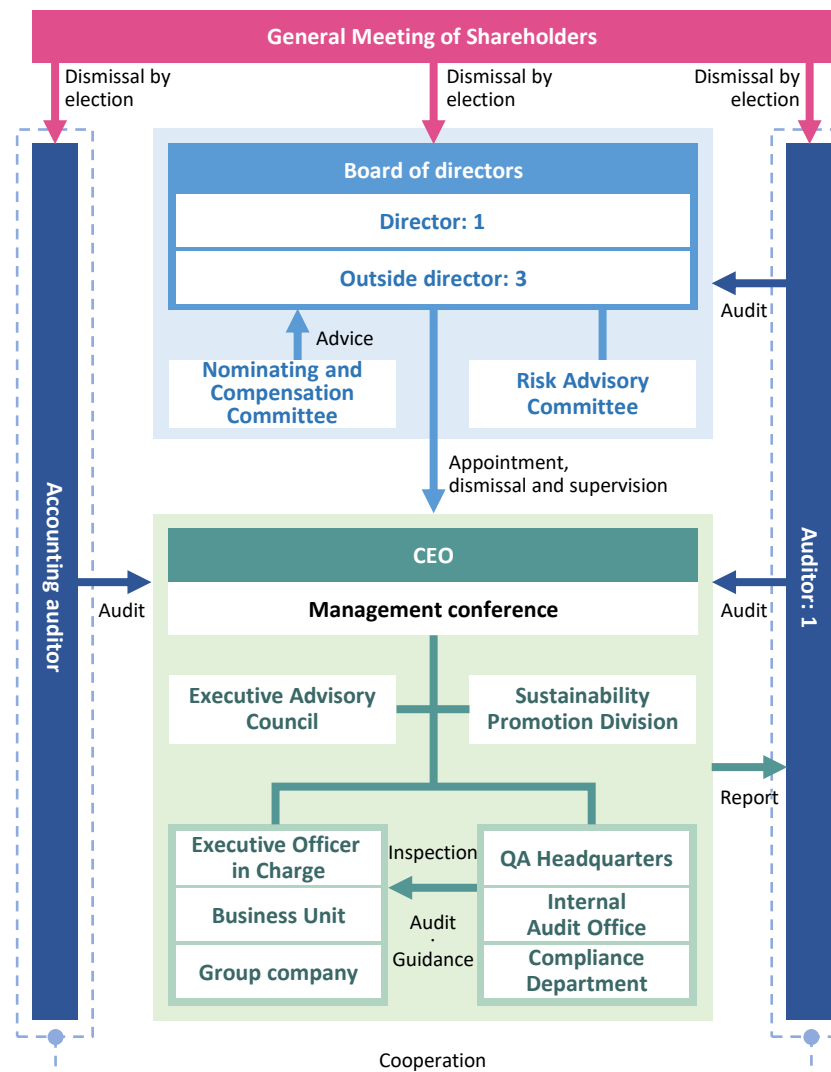 General Meeting of Shareholders
Dismissal by
election
Dismissal by
election
Dismissal by
election
Board of directors
Director: 1
Outside director: 3
Audit
Advice
Nominating and
Compensation
Committee
Risk Advisory
Committee
Appointment,
dismissal and supervision
Accounting auditor
Auditor: 1
CEO
Management conference
Audit
Audit
Executive Advisory
Council
Sustainability
Promotion Division
Report
Executive Officer
in Charge
Business Unit
Group company
Inspection
Audit
·
Guidance
QA Headquarters
Internal
Audit Office
Compliance
Department
Cooperation